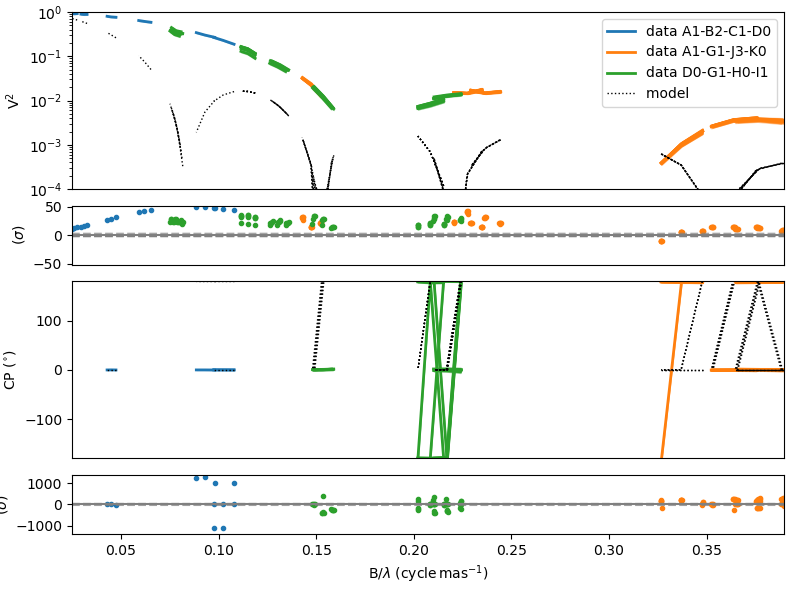 10⁰
10⁻¹
10⁻²
10⁻³
10⁻⁴
V²
data A1-B2-C1-D0
data A1-G1-J3-K0
data D0-G1-H0-I1
model
50
0
−50
(σ)
100
0
−100
CP (°)
1000
0
−1000
(σ)
0.05 0.10 0.15 0.20 0.25 0.30 0.35
B/λ (cycle mas⁻¹)